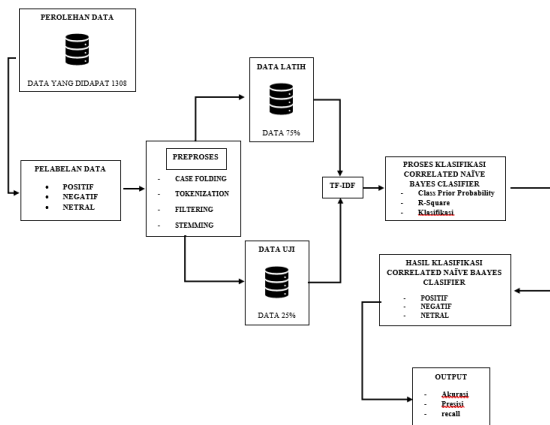 PEROLEHAN DATA
DATA YANG DIDAPAT 1308
PELABELAN DATA
• POSITIF
• NEGATIF
• NETRAL
PREPROSES
- CASE FOLDING
- TOKENIZATION
- FILTERING
- STEMMING
DATA LATIH
DATA 75%
DATA UJI
DATA 25%
TF-IDF
PROSES KLASIFIKASI
CORRELATED NAÏVE
BAYES CLASIFIER
- Class Prior Probability
- R-Square
- Klasifikasi
HASIL KLASIFIKASI
CORRELATED NAÏVE BAAYES
CLASIFIER
- POSITIF
- NEGATIF
- NETRAL
OUTPUT
- Akurasi
- Presisi
- recall